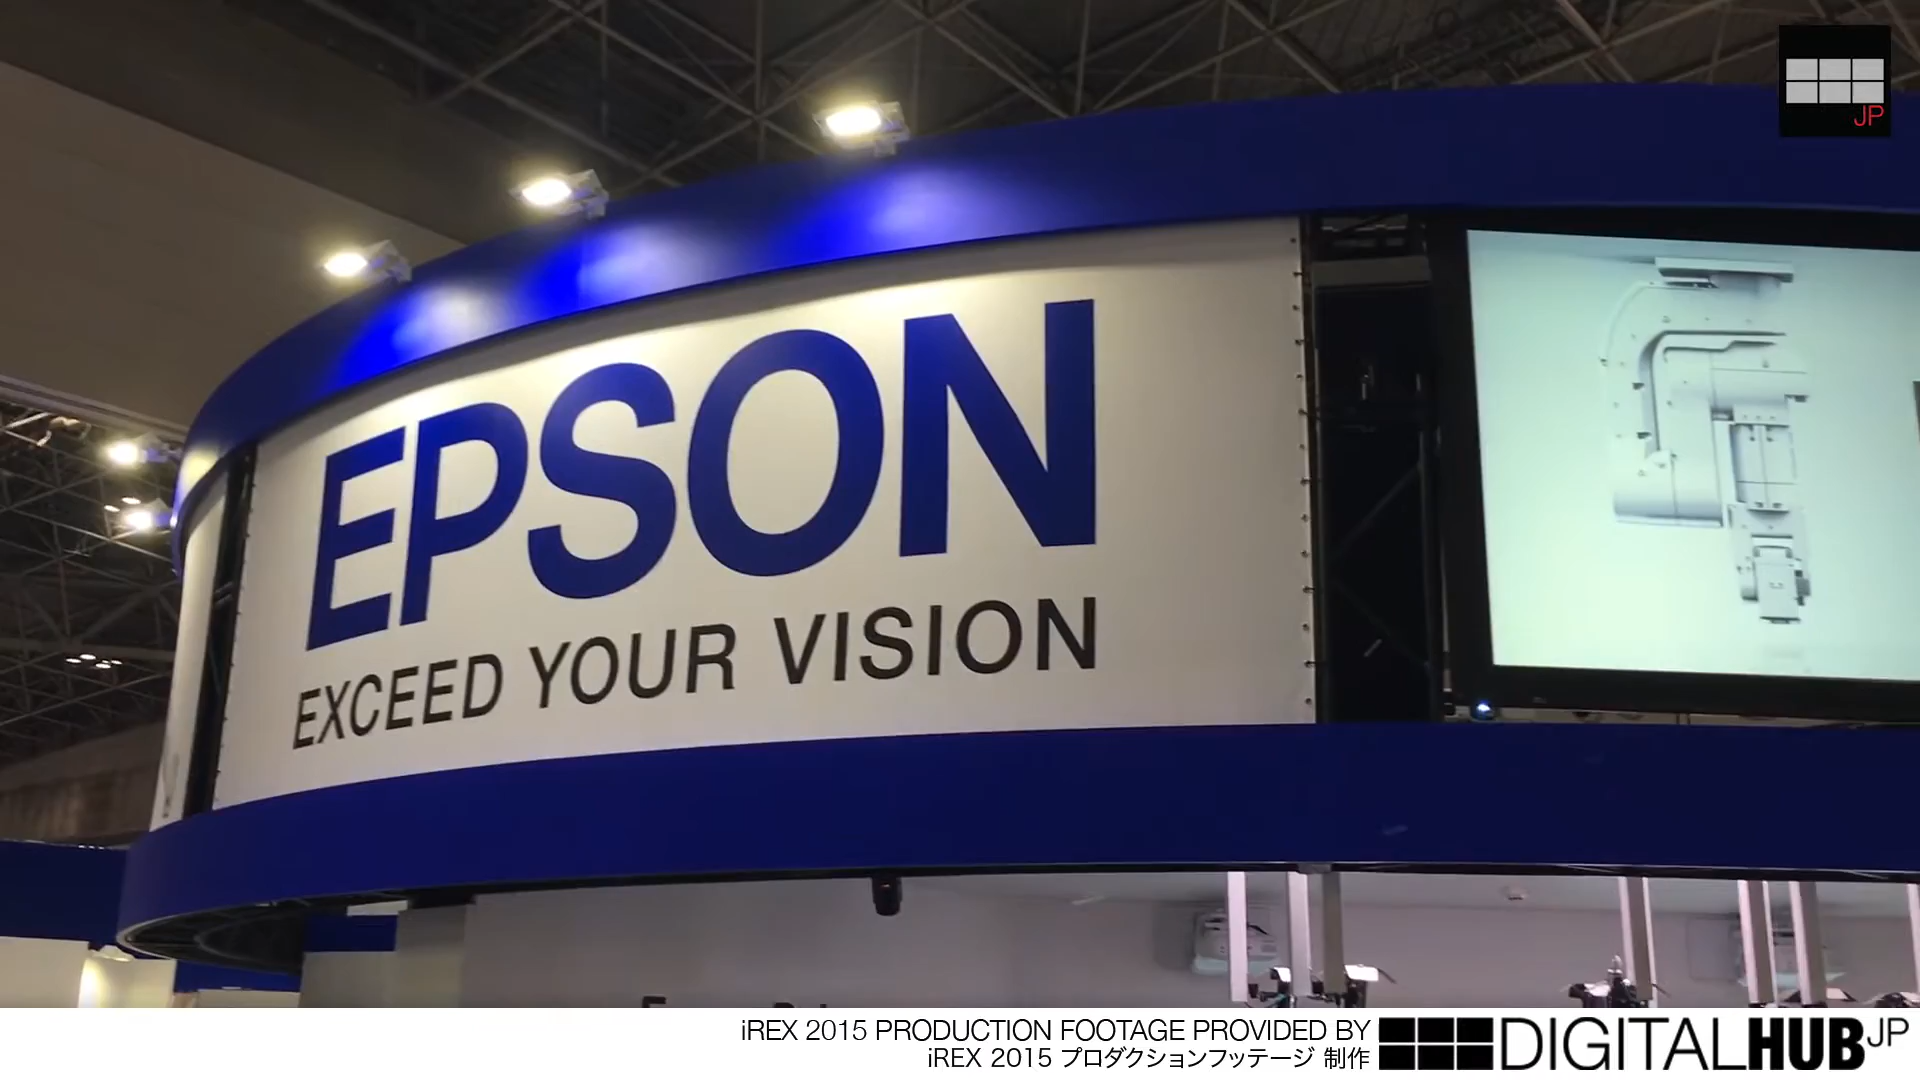 JP
EPSON
EXCEED YOUR VISION
iREX 2015 PRODUCTION FOOTAGE PROVIDED BY
iREX 2015 プロダクションフッテージ 制作
DIGITALHUBJP